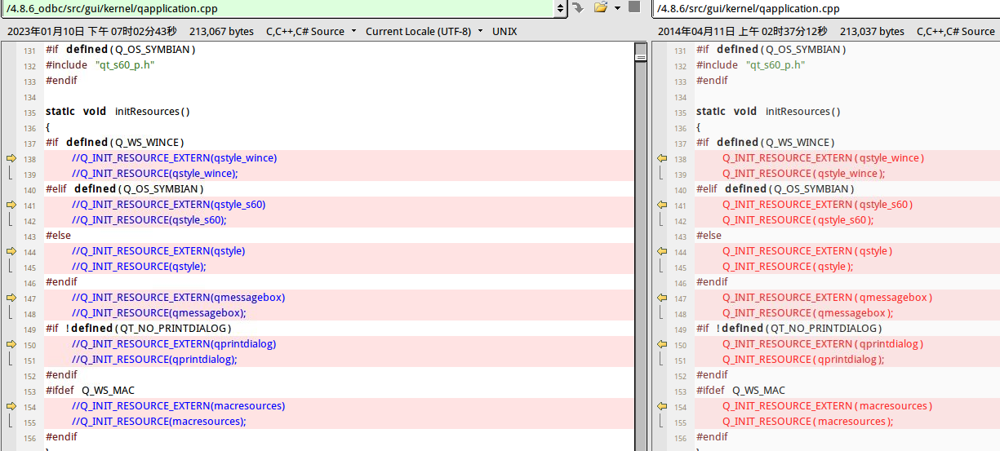 /4.8.6_odbc/src/gui/kernel/qapplication.cpp
2023年01月10日 下午 07时02分43秒 213,067 bytes C,C++,C# Source Current Locale (UTF-8) UNIX
131 #if defined(Q_OS_SYMBIAN)
132 #include "qt_s60_p.h"
133 #endif
134
135 static void initResources()
136 {
137 #if defined(Q_WS_WINCE)
138 //Q_INIT_RESOURCE_EXTERN(qstyle_wince)
139 //Q_INIT_RESOURCE(qstyle_wince);
140 #elif defined(Q_OS_SYMBIAN)
141 //Q_INIT_RESOURCE_EXTERN(qstyle_s60)
142 //Q_INIT_RESOURCE(qstyle_s60);
143 #else
144 //Q_INIT_RESOURCE_EXTERN(qstyle)
145 //Q_INIT_RESOURCE(qstyle);
146 #endif
147 //Q_INIT_RESOURCE_EXTERN(qmessagebox)
148 //Q_INIT_RESOURCE(qmessagebox);
149 #if !defined(QT_NO_PRINTDIALOG)
150 //Q_INIT_RESOURCE_EXTERN(qprintdialog)
151 //Q_INIT_RESOURCE(qprintdialog);
152 #endif
153 #ifdef Q_WS_MAC
154 //Q_INIT_RESOURCE_EXTERN(macresources)
155 //Q_INIT_RESOURCE(macresources);
156 #endif
/4.8.6/src/gui/kernel/qapplication.cpp
2014年04月11日 上午 02时37分12秒 213,037 bytes C,C++,C# Source
131 #if defined(Q_OS_SYMBIAN)
132 #include "qt_s60_p.h"
133 #endif
134
135 static void initResources()
136 {
137 #if defined(Q_WS_WINCE)
138 Q_INIT_RESOURCE_EXTERN(qstyle_wince)
139 Q_INIT_RESOURCE(qstyle_wince);
140 #elif defined(Q_OS_SYMBIAN)
141 Q_INIT_RESOURCE_EXTERN(qstyle_s60)
142 Q_INIT_RESOURCE(qstyle_s60);
143 #else
144 Q_INIT_RESOURCE_EXTERN(qstyle)
145 Q_INIT_RESOURCE(qstyle);
146 #endif
147 Q_INIT_RESOURCE_EXTERN(qmessagebox)
148 Q_INIT_RESOURCE(qmessagebox);
149 #if !defined(QT_NO_PRINTDIALOG)
150 Q_INIT_RESOURCE_EXTERN(qprintdialog)
151 Q_INIT_RESOURCE(qprintdialog);
152 #endif
153 #ifdef Q_WS_MAC
154 Q_INIT_RESOURCE_EXTERN(macresources)
155 Q_INIT_RESOURCE(macresources);
156 #endif